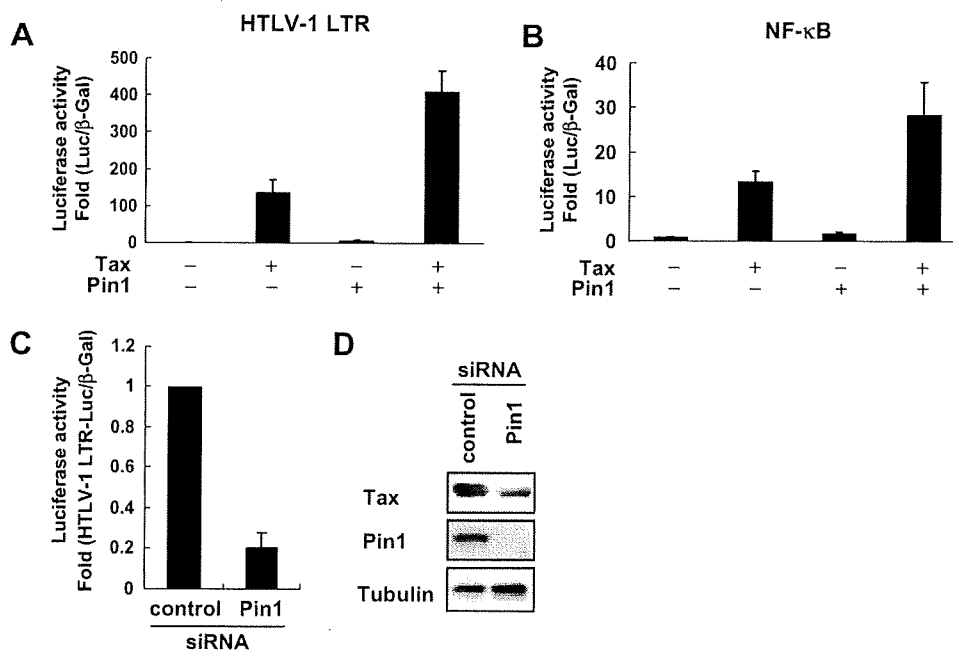 A
HTLV-1 LTR
Luciferase activity
Fold (Luc/β-Gal)
500
400
300
200
100
0
Tax − + − +
Pin1 − − + +
B
NF-κB
Luciferase activity
Fold (Luc/β-Gal)
40
30
20
10
0
Tax − + − +
Pin1 − − + +
C
Luciferase activity
Fold (HTLV-1 LTR-Luc/β-Gal)
1.2
1
0.8
0.6
0.4
0.2
0
control Pin1
siRNA
D
siRNA
control
Pin1
Tax
Pin1
Tubulin